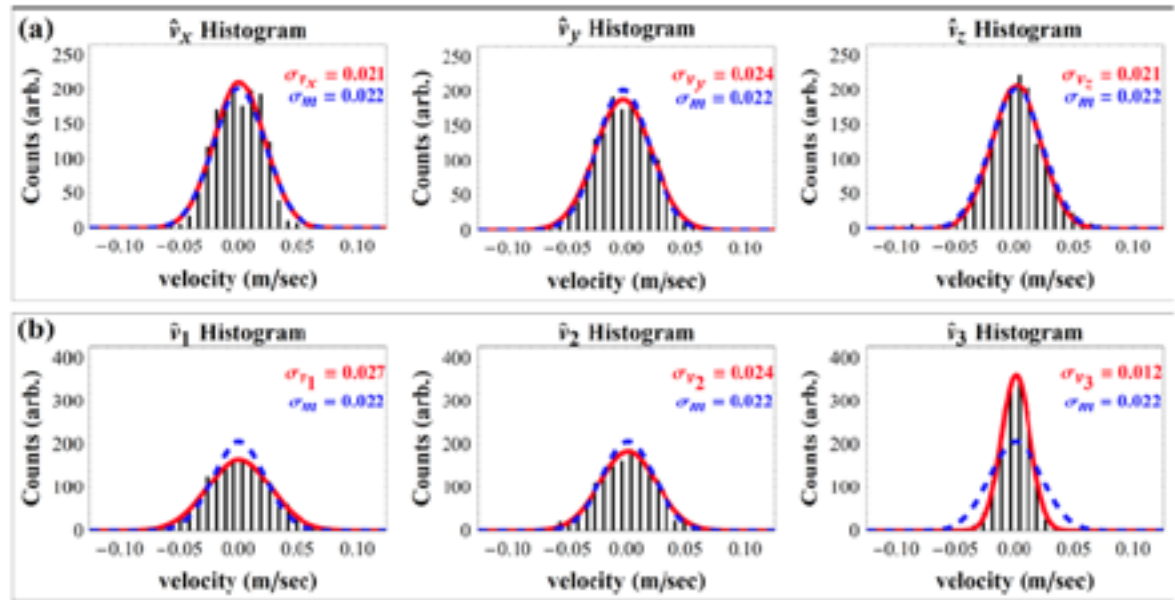 (a)
v̂x Histogram
Counts (arb.)
250
200
150
100
50
0
σvx = 0.021
σm = 0.022
−0.10 −0.05 0.00 0.05 0.10
velocity (m/sec)
v̂y Histogram
Counts (arb.)
250
200
150
100
50
0
σvy = 0.024
σm = 0.022
−0.10 −0.05 0.00 0.05 0.10
velocity (m/sec)
v̂z Histogram
Counts (arb.)
250
200
150
100
50
0
σvz = 0.021
σm = 0.022
−0.10 −0.05 0.00 0.05 0.10
velocity (m/sec)
(b)
v̂1 Histogram
Counts (arb.)
400
300
200
100
0
σv1 = 0.027
σm = 0.022
−0.10 −0.05 0.00 0.05 0.10
velocity (m/sec)
v̂2 Histogram
Counts (arb.)
400
300
200
100
0
σv2 = 0.024
σm = 0.022
−0.10 −0.05 0.00 0.05 0.10
velocity (m/sec)
v̂3 Histogram
Counts (arb.)
400
300
200
100
0
σv3 = 0.012
σm = 0.022
−0.10 −0.05 0.00 0.05 0.10
velocity (m/sec)